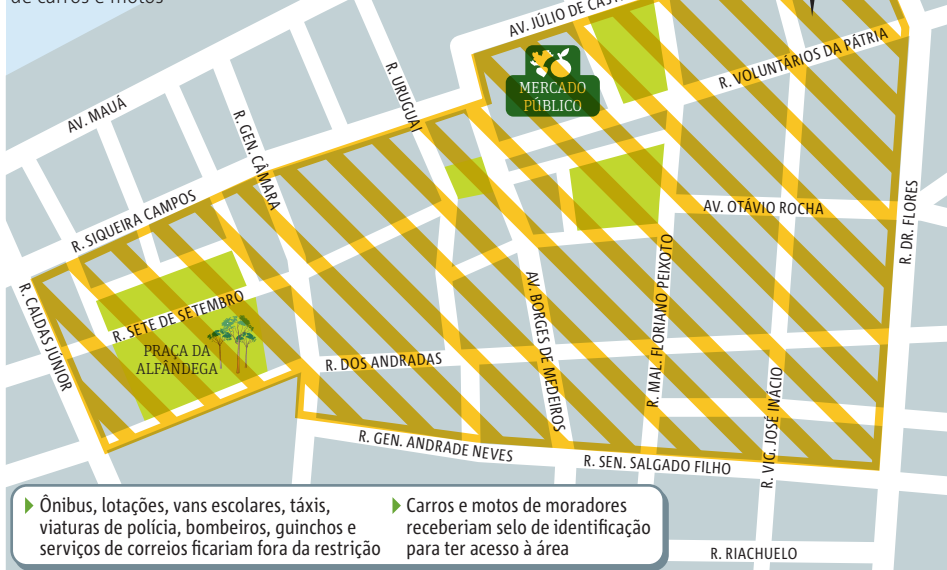 de carros e motos
AV. JÚLIO DE
MERCADO
PÚBLICO
R. VOLUNTÁRIOS DA PÁTRIA
R. URUGUAI
AV. MAUÁ
R. GEN. CÂMARA
R. SIQUEIRA CAMPOS
AV. OTÁVIO ROCHA
R. DR. FLORES
R. CALDAS JÚNIOR
R. SETE DE SETEMBRO
PRAÇA DA
ALFÂNDEGA
R. DOS ANDRADAS
AV. BORGES DE MEDEIROS
R. MAL. FLORIANO PEIXOTO
R. VIG. JOSÉ INÁCIO
R. GEN. ANDRADE NEVES
R. SEN. SALGADO FILHO
Ônibus, lotações, vans escolares, táxis,
viaturas de polícia, bombeiros, guinchos e
serviços de correios ficariam fora da restrição
Carros e motos de moradores
receberiam selo de identificação
para ter acesso à área
R. RIACHUELO